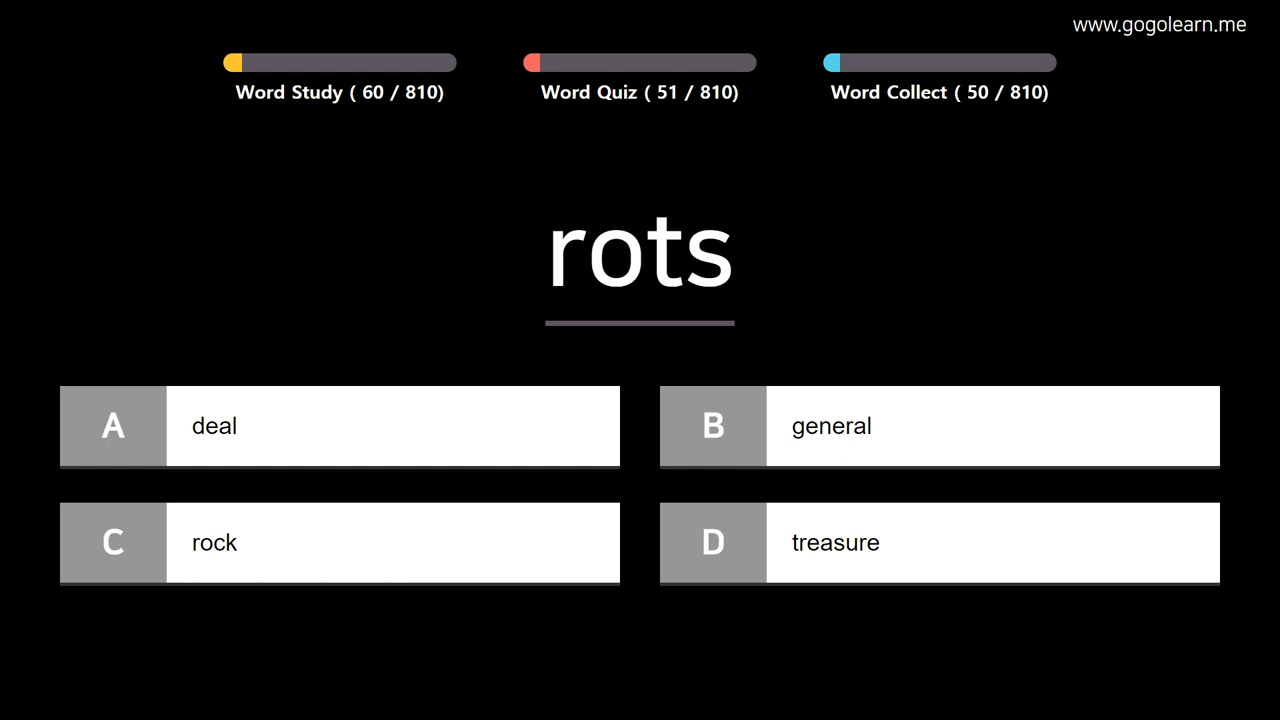 www.gogolearn.me
Word Study ( 60 / 810)
Word Quiz ( 51 / 810)
Word Collect ( 50 / 810)
rots
A deal
B general
C rock
D treasure